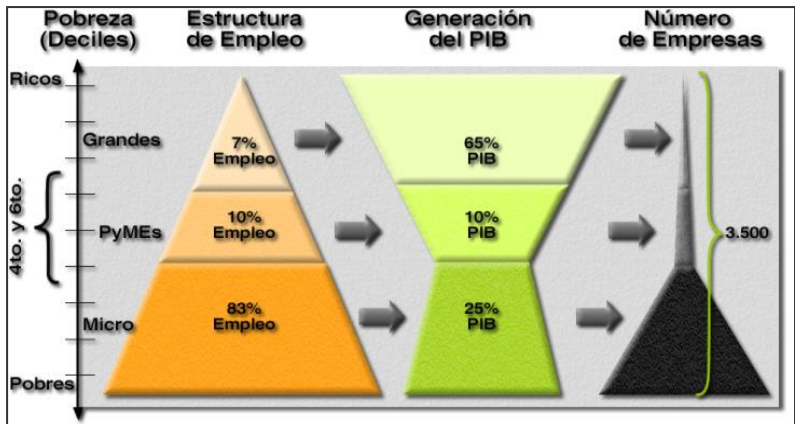 Pobreza
(Deciles)
Estructura
de Empleo
Generación
del PIB
Número
de Empresas
Ricos
Grandes
7%
Empleo
65%
PIB
4to. y 6to.
PyMEs
10%
Empleo
10%
PIB
3.500
Micro
83%
Empleo
25%
PIB
Pobres